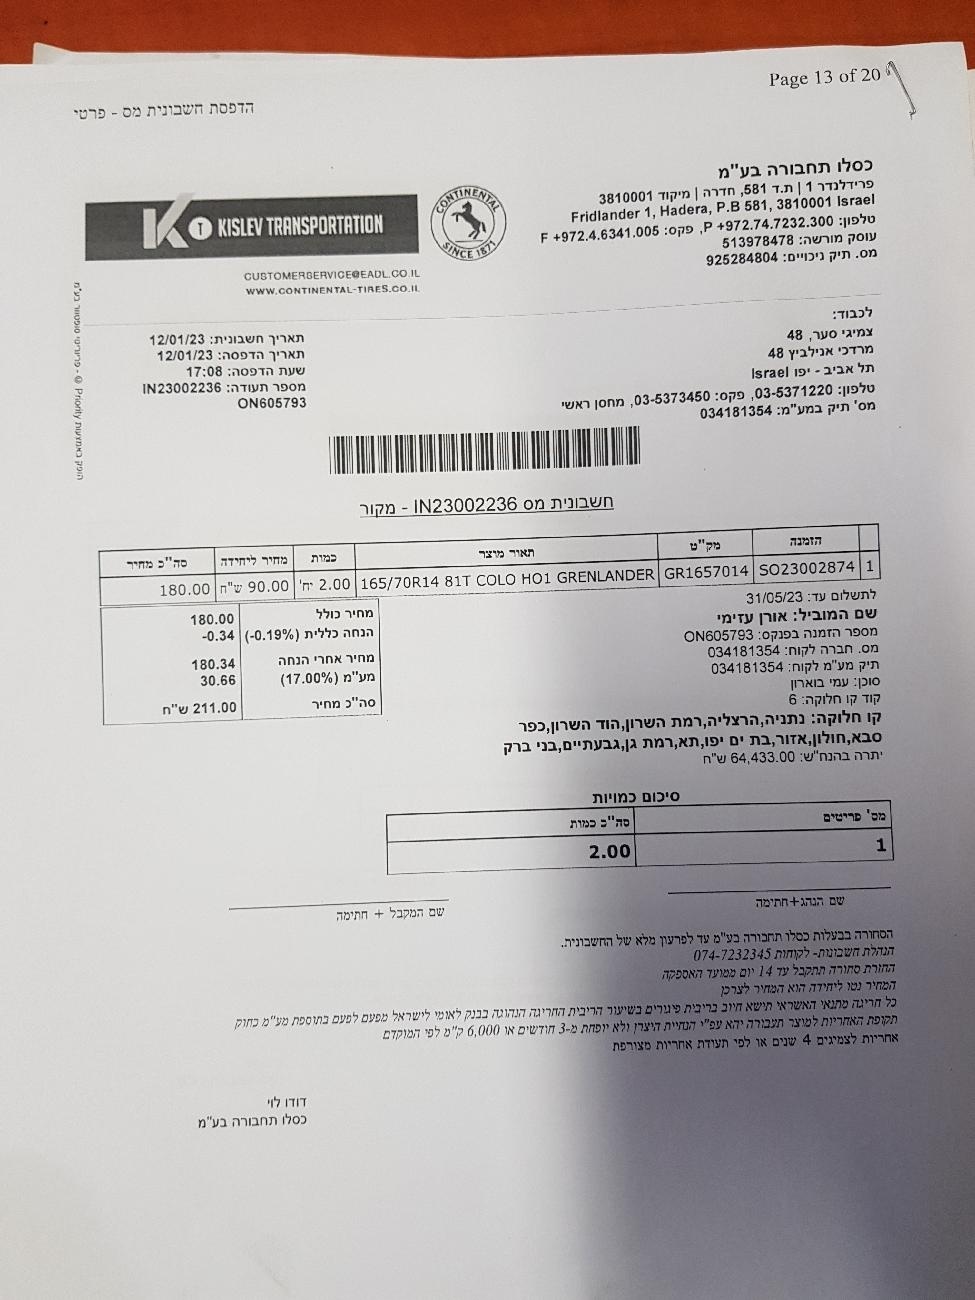 Page 13 of 20
הדפסת חשבונית מס - פרטי
כסלו תחבורה בע"מ
פרידלנדר 1 | ת.ד 581, חדרה | מיקוד 3810001
Fridlander 1, Hadera, P.B 581, 3810001 Israel
טלפון: P +972.74.7232.300, פקס: F +972.4.6341.005
עוסק מורשה: 513978478
מס. תיק ניכויים: 925284804
K T KISLEV TRANSPORTATION
CONTINENTAL
SINCE 1871
CUSTOMERSERVICE@EADL.CO.IL
WWW.CONTINENTAL-TIRES.CO.IL
הופק באמצעות Priority © - פריוריטי סופטוור בע"מ
לכבוד:
צמיגי סער, 48
מרדכי אנילביץ 48
תל אביב - יפו Israel
טלפון: 03-5371220, פקס: 03-5373450, מחסן ראשי
מס' תיק במע"מ: 034181354
תאריך חשבונית: 12/01/23
תאריך הדפסה: 12/01/23
שעת הדפסה: 17:08
מספר תעודה: IN23002236
ON605793
חשבונית מס IN23002236 - מקור
הזמנה מק"ט תאור מוצר כמות מחיר ליחידה סה"כ מחיר
1 SO23002874 GR1657014 165/70R14 81T COLO HO1 GRENLANDER 2.00 יח' 90.00 ש"ח 180.00
מחיר כולל 180.00
הנחה כללית (-0.19%) -0.34
מחיר אחרי הנחה 180.34
מע"מ (17.00%) 30.66
סה"כ מחיר 211.00 ש"ח
לתשלום עד: 31/05/23
שם המוביל: אורן עזימי
מספר הזמנה בפנקס: ON605793
מס. חברה לקוח: 034181354
תיק מע"מ לקוח: 034181354
סוכן: עמי בוארון
קוד קו חלוקה: 6
קו חלוקה: נתניה,הרצליה,רמת השרון,הוד השרון,כפר
סבא,חולון,אזור,בת ים יפו,תא,רמת גן,גבעתיים,בני ברק
יתרה בהנח"ש: 64,433.00 ש"ח
סיכום כמויות
מס' פריטים סה"כ כמות
1 2.00
שם הנהג+חתימה
שם המקבל + חתימה
הסחורה בבעלות כסלו תחבורה בע"מ עד לפרעון מלא של החשבונית.
הנהלת חשבונות- לקוחות 074-7232345
החזרת סחורה תתקבל עד 14 יום ממועד האספקה
המחיר נטו ליחידה הוא המחיר לצרכן
כל חריגה מתנאי האשראי תישא חיוב בריבית פיגורים בשיעור הריבית החריגה הנהוגה בבנק לאומי לישראל מפעם לפעם בתוספת מע"מ כחוק
תקופת האחריות למוצר תעבורה יהא עפ"י הנחיית היצרן ולא יופחת מ-3 חודשים או 6,000 ק"מ לפי המוקדם
אחריות לצמיגים 4 שנים או לפי תעודת אחריות מצורפת
דודו לוי
כסלו תחבורה בע"מ